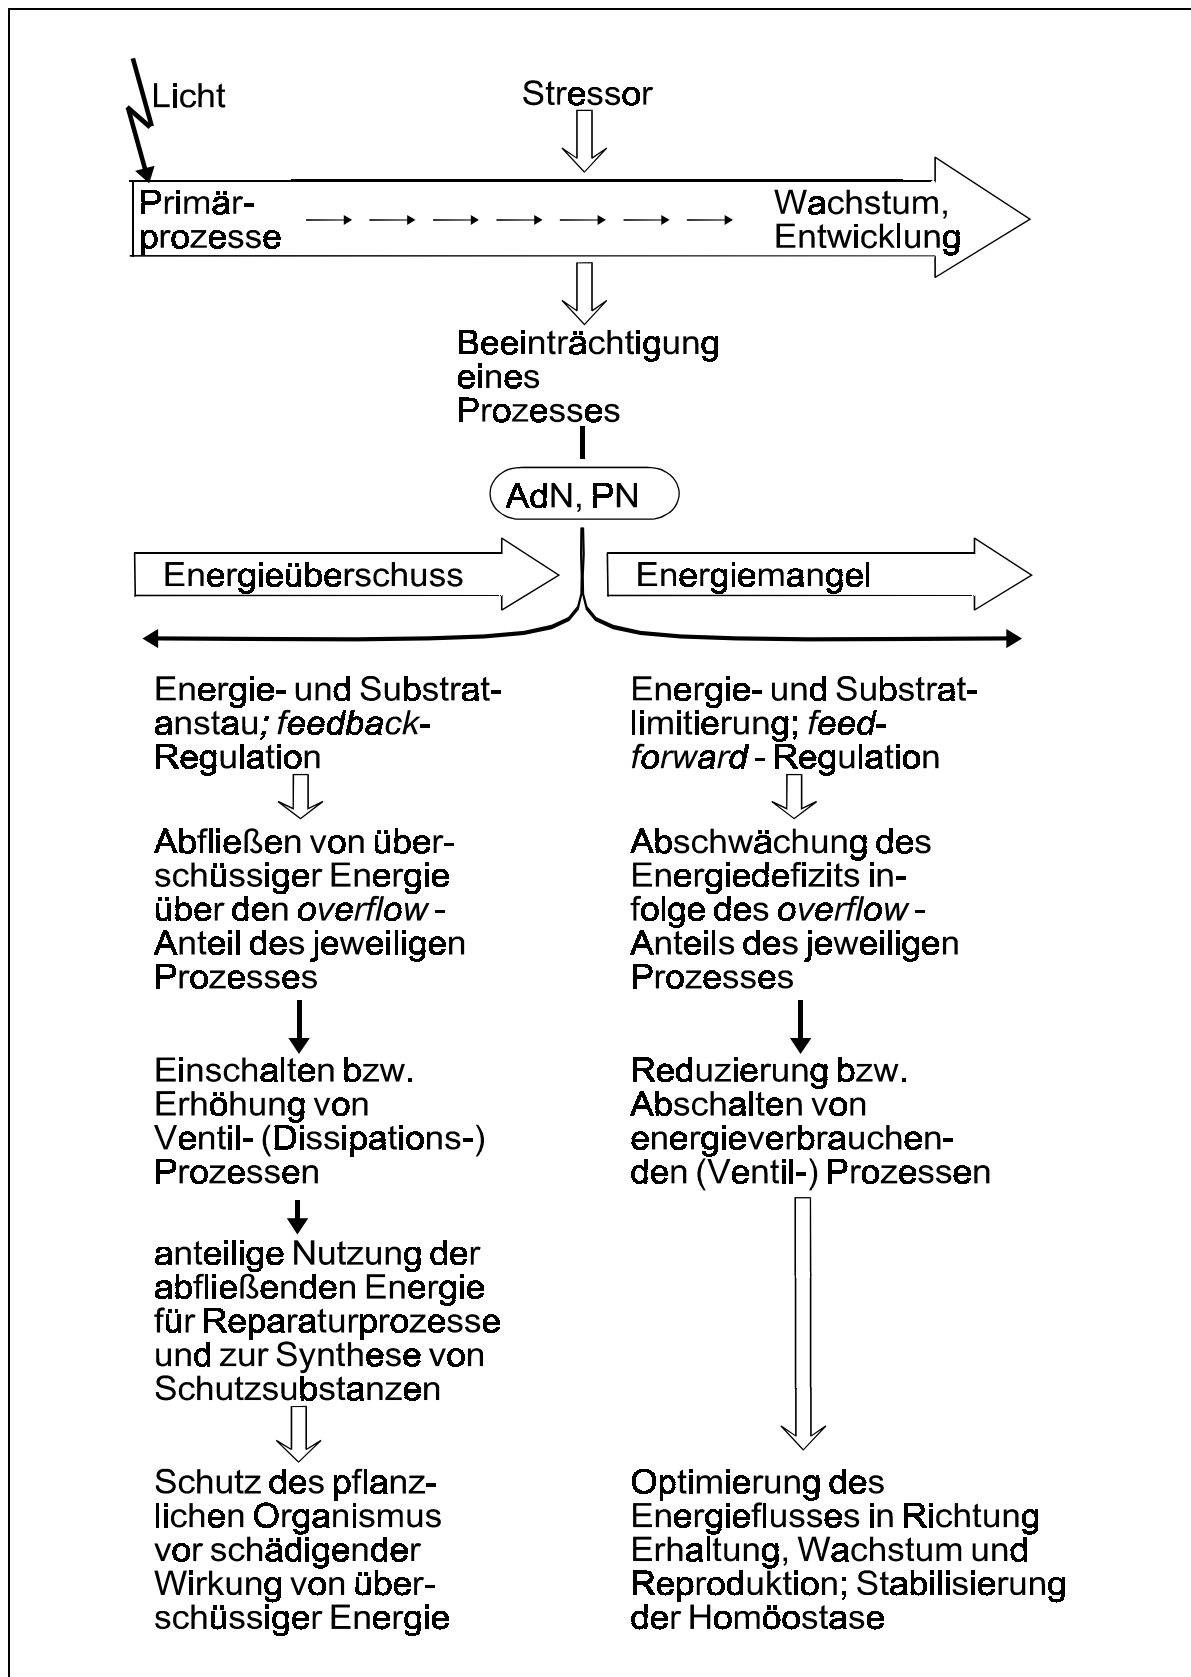 Licht
Stressor
Primär-
prozesse
Wachstum,
Entwicklung
Beeinträchtigung
eines
Prozesses
AdN, PN
Energieüberschuss
Energiemangel
Energie- und Substrat-
anstau; feedback-
Regulation
Abfließen von über-
schüssiger Energie
über den overflow -
Anteil des jeweiligen
Prozesses
Einschalten bzw.
Erhöhung von
Ventil- (Dissipations-)
Prozessen
anteilige Nutzung der
abfließenden Energie
für Reparaturprozesse
und zur Synthese von
Schutzsubstanzen
Schutz des pflanz-
lichen Organismus
vor schädigender
Wirkung von über-
schüssiger Energie
Energie- und Substrat-
limitierung; feed-
forward - Regulation
Abschwächung des
Energiedefizits in-
folge des overflow -
Anteils des jeweiligen
Prozesses
Reduzierung bzw.
Abschalten von
energieverbrauchen-
den (Ventil-) Prozessen
Optimierung des
Energieflusses in Richtung
Erhaltung, Wachstum und
Reproduktion; Stabilisierung
der Homöostase